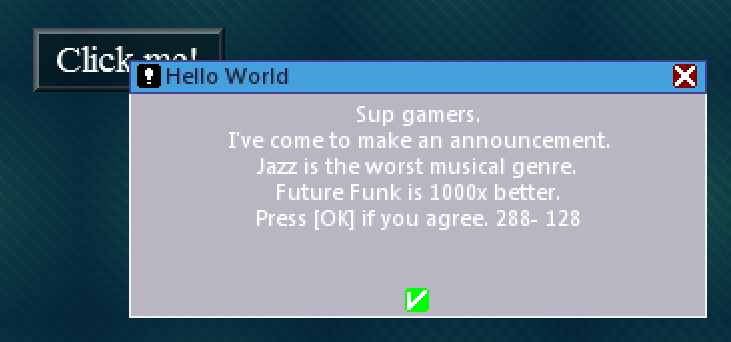 Click me!
Hello World
Sup gamers.
I've come to make an announcement.
Jazz is the worst musical genre.
Future Funk is 1000x better.
Press [OK] if you agree. 288- 128